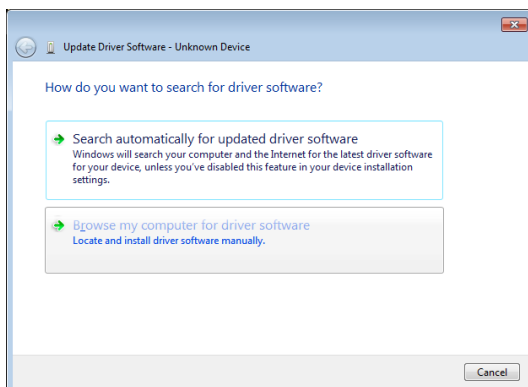 Update Driver Software - Unknown Device
How do you want to search for driver software?
Search automatically for updated driver software
Windows will search your computer and the Internet for the latest driver software
for your device, unless you've disabled this feature in your device installation
settings.
Browse my computer for driver software
Locate and install driver software manually.
Cancel